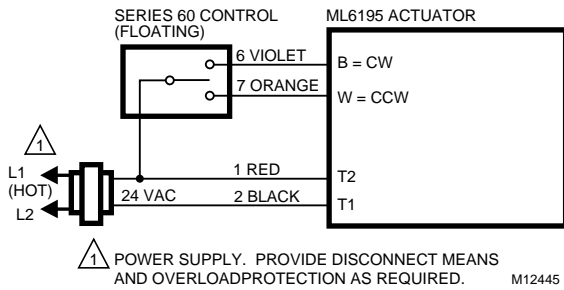 SERIES 60 CONTROL
(FLOATING)
ML6195 ACTUATOR
6 VIOLET
B = CW
7 ORANGE
W = CCW
1
L1
(HOT)
L2
24 VAC
1 RED
T2
2 BLACK
T1
1 POWER SUPPLY. PROVIDE DISCONNECT MEANS
AND OVERLOADPROTECTION AS REQUIRED.
M12445